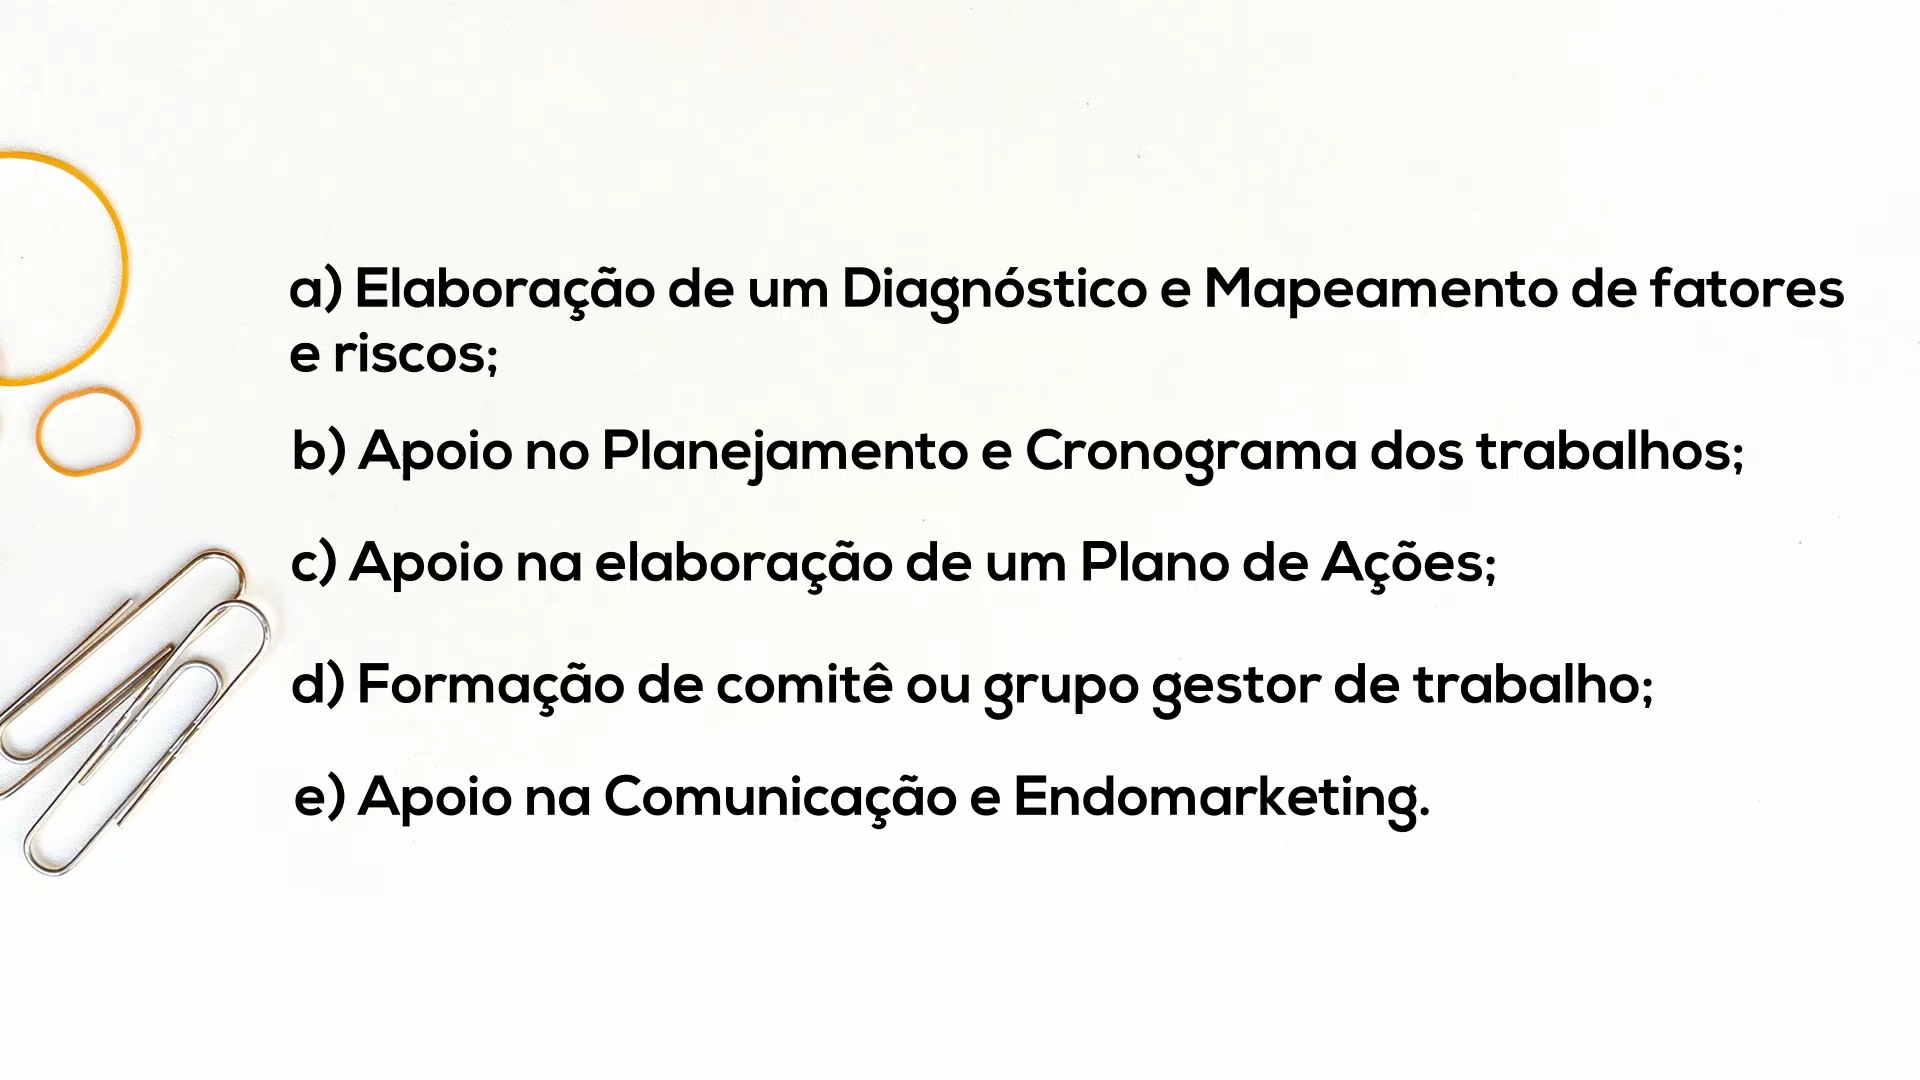 a) Elaboração de um Diagnóstico e Mapeamento de fatores
e riscos;
b) Apoio no Planejamento e Cronograma dos trabalhos;
c) Apoio na elaboração de um Plano de Ações;
d) Formação de comitê ou grupo gestor de trabalho;
e) Apoio na Comunicação e Endomarketing.